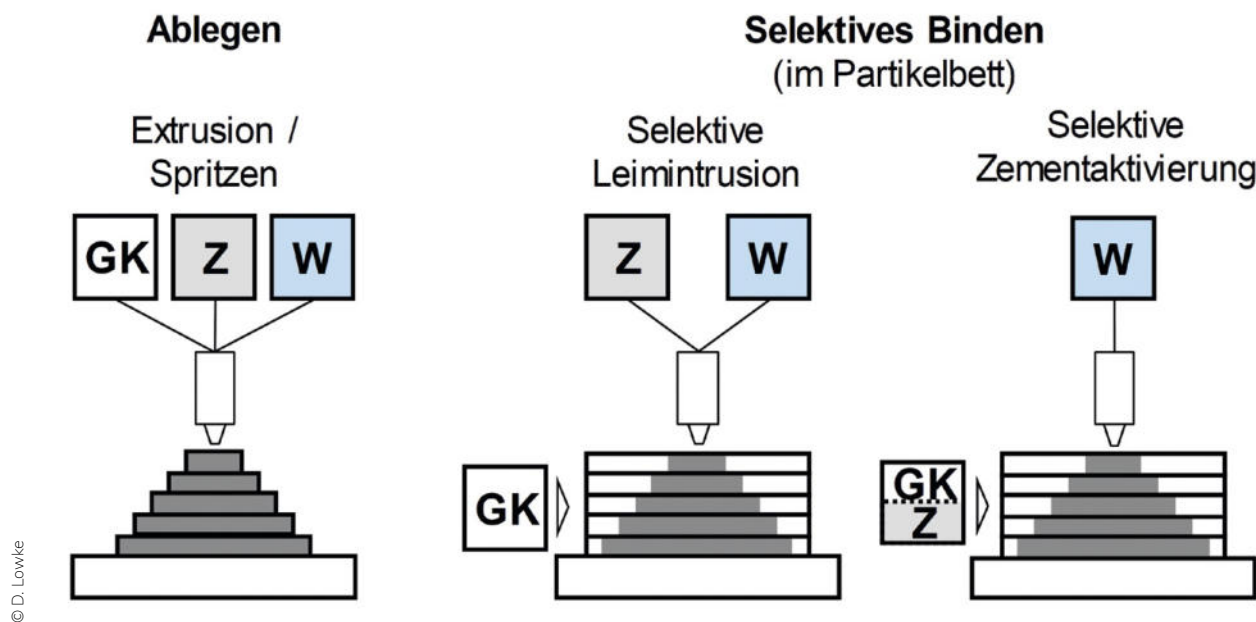 Ablegen
Extrusion /
Spritzen
GK
Z
W
Selektives Binden
(im Partikelbett)
Selektive
Leimintrusion
Z
W
GK
Selektive
Zementaktivierung
W
GK
Z
© D. Lowke